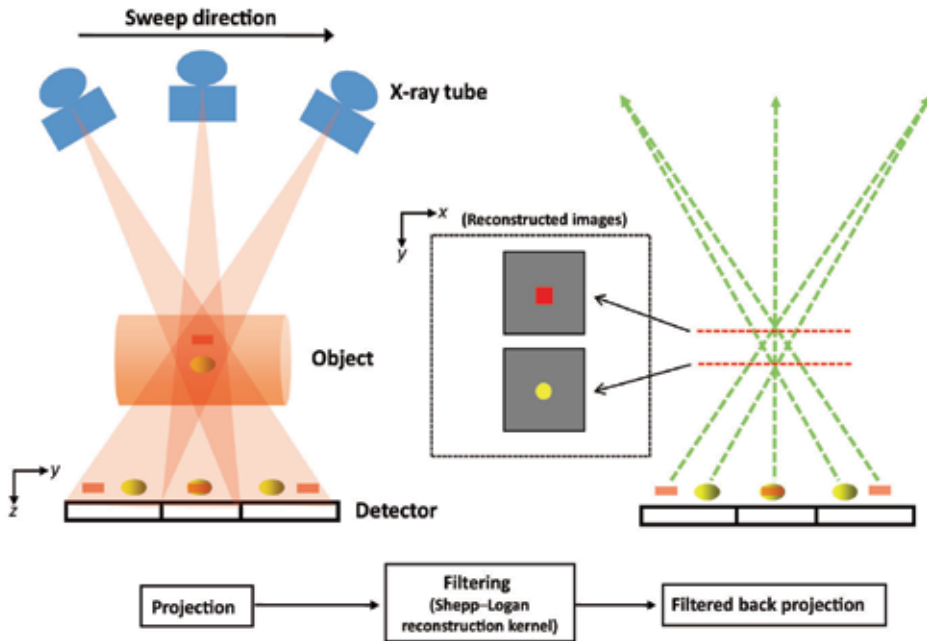 Sweep direction
X-ray tube
x
(Reconstructed images)
y
Object
y
z
Detector
Projection
Filtering
(Shepp–Logan
reconstruction kernel)
Filtered back projection